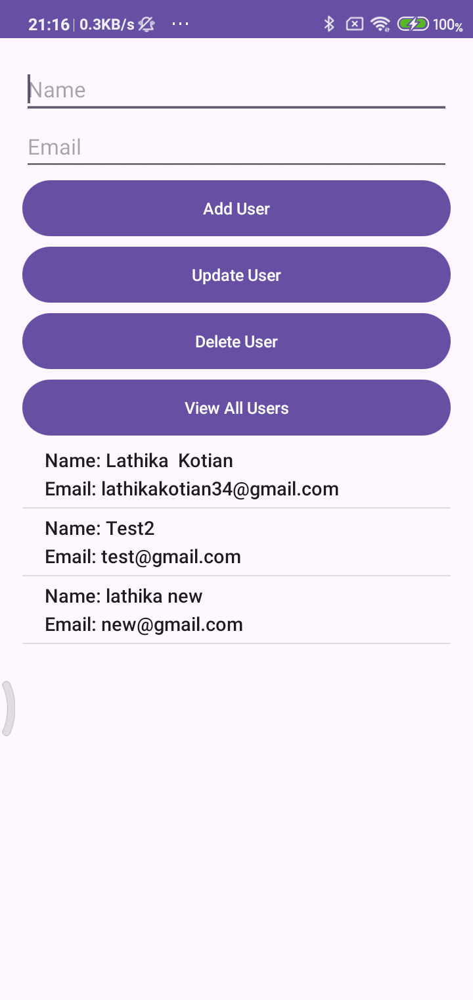 21:16 0.3KB/s ... 100%
Name
Email
Add User
Update User
Delete User
View All Users
Name: Lathika  Kotian
Email: lathikakotian34@gmail.com
Name: Test2
Email: test@gmail.com
Name: lathika new
Email: new@gmail.com